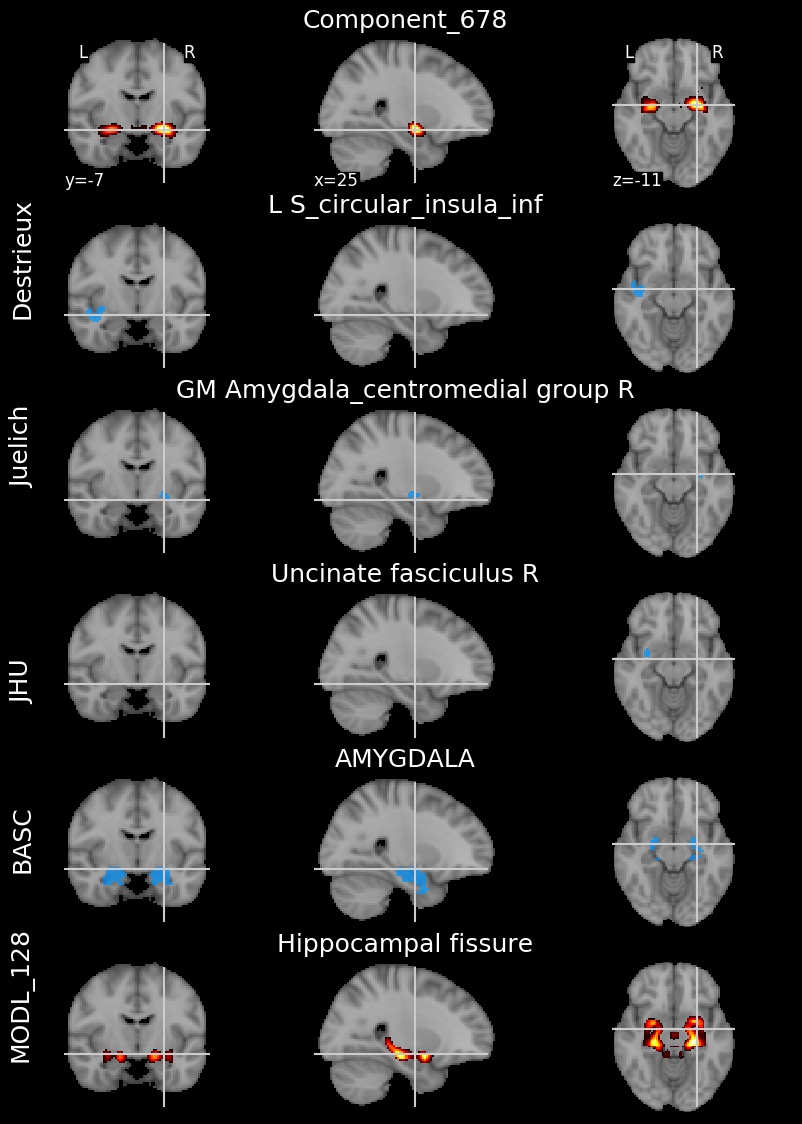 Component_678
L R L R
y=-7 x=25 z=-11
L S_circular_insula_inf
Destrieux
GM Amygdala_centromedial group R
Juelich
Uncinate fasciculus R
JHU
AMYGDALA
BASC
Hippocampal fissure
MODL_128